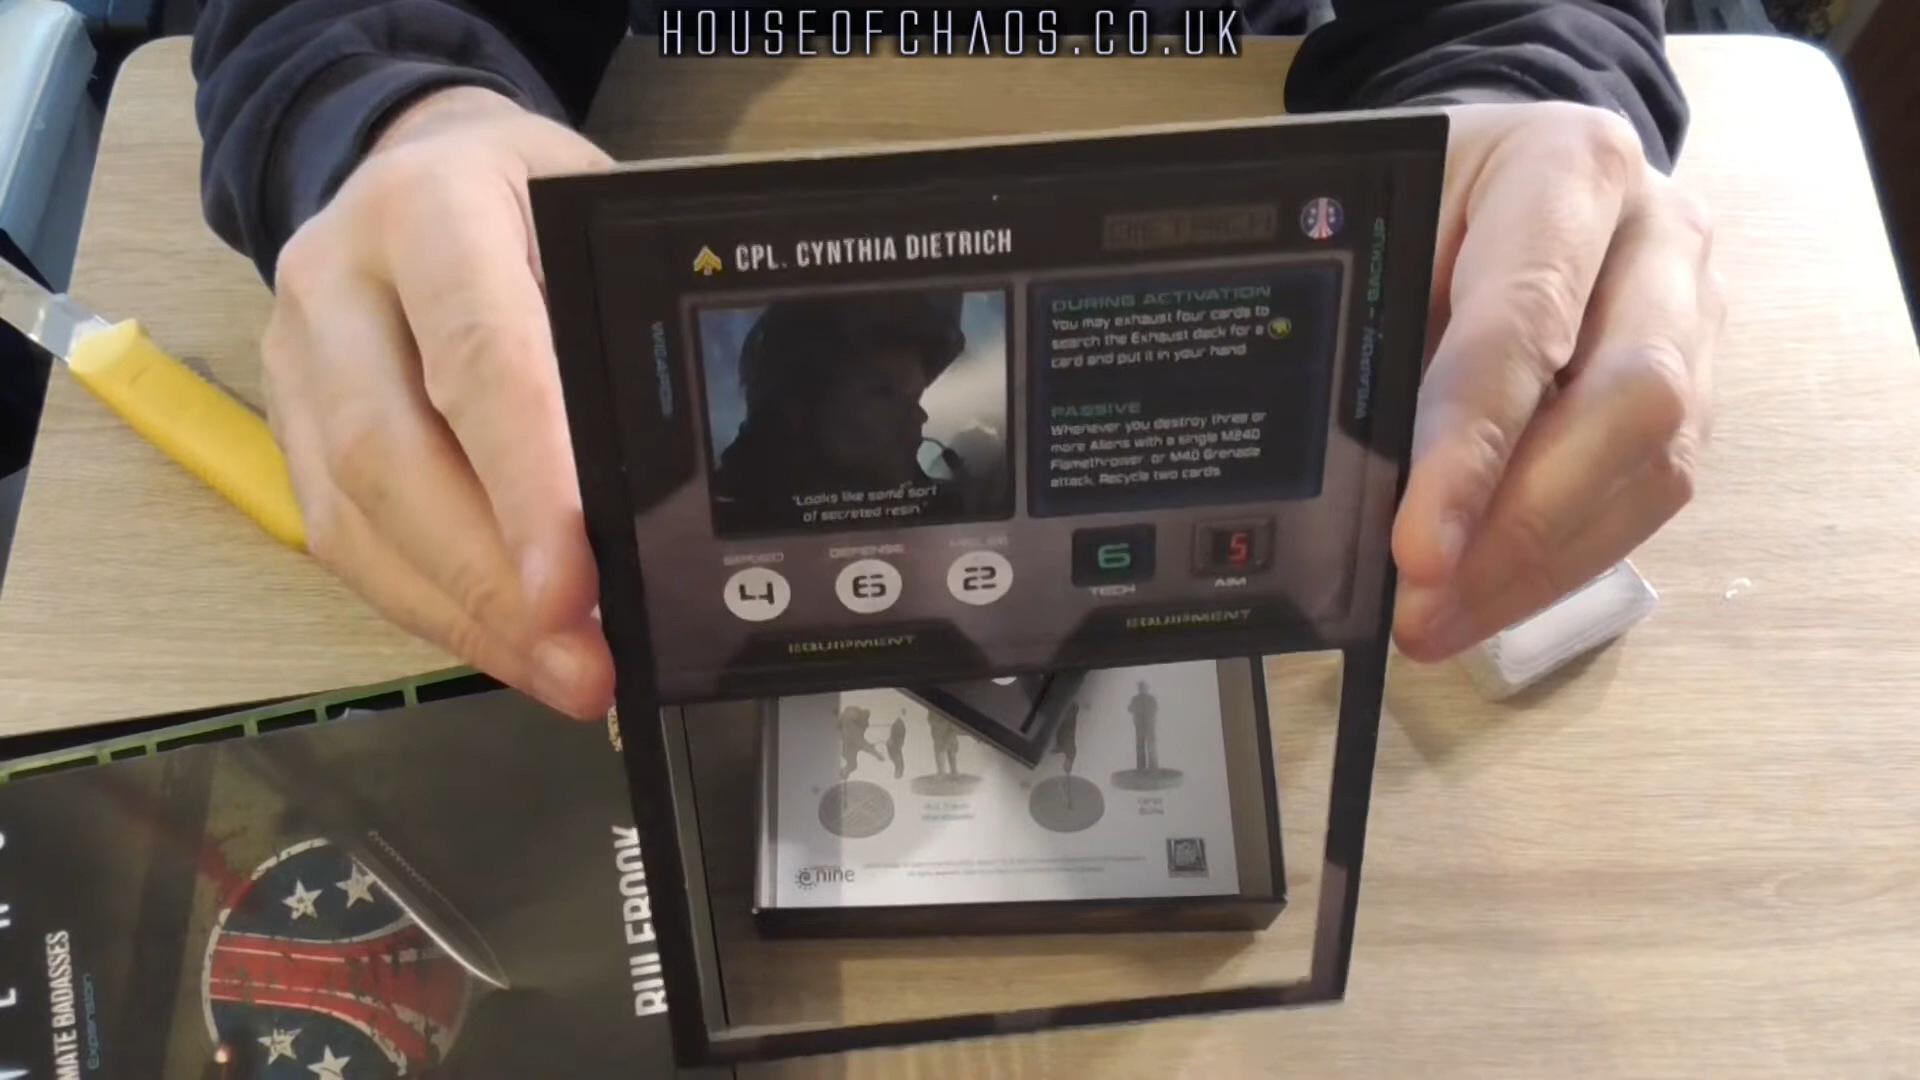 HOUSEOFCHAOS.CO.UK
CPL. CYNTHIA DIETRICH
DIETRICH
WEAPON
WEAPON - BACKUP
DURING ACTIVATION
You may exhaust four cards to
search the Exhaust deck for a
card and put it in your hand
PASSIVE
Whenever you destroy three or
more Aliens with a single M240
Flamethrower, or M40 Grenade
attack, Recycle two cards
"Looks like some sort
of secreted resin."
SPEED
4
DEFENSE
6
MELEE
2
6
TECH
5
AIM
EQUIPMENT
EQUIPMENT
nine
RULEBOOK
MATE BADASSES
Expansion